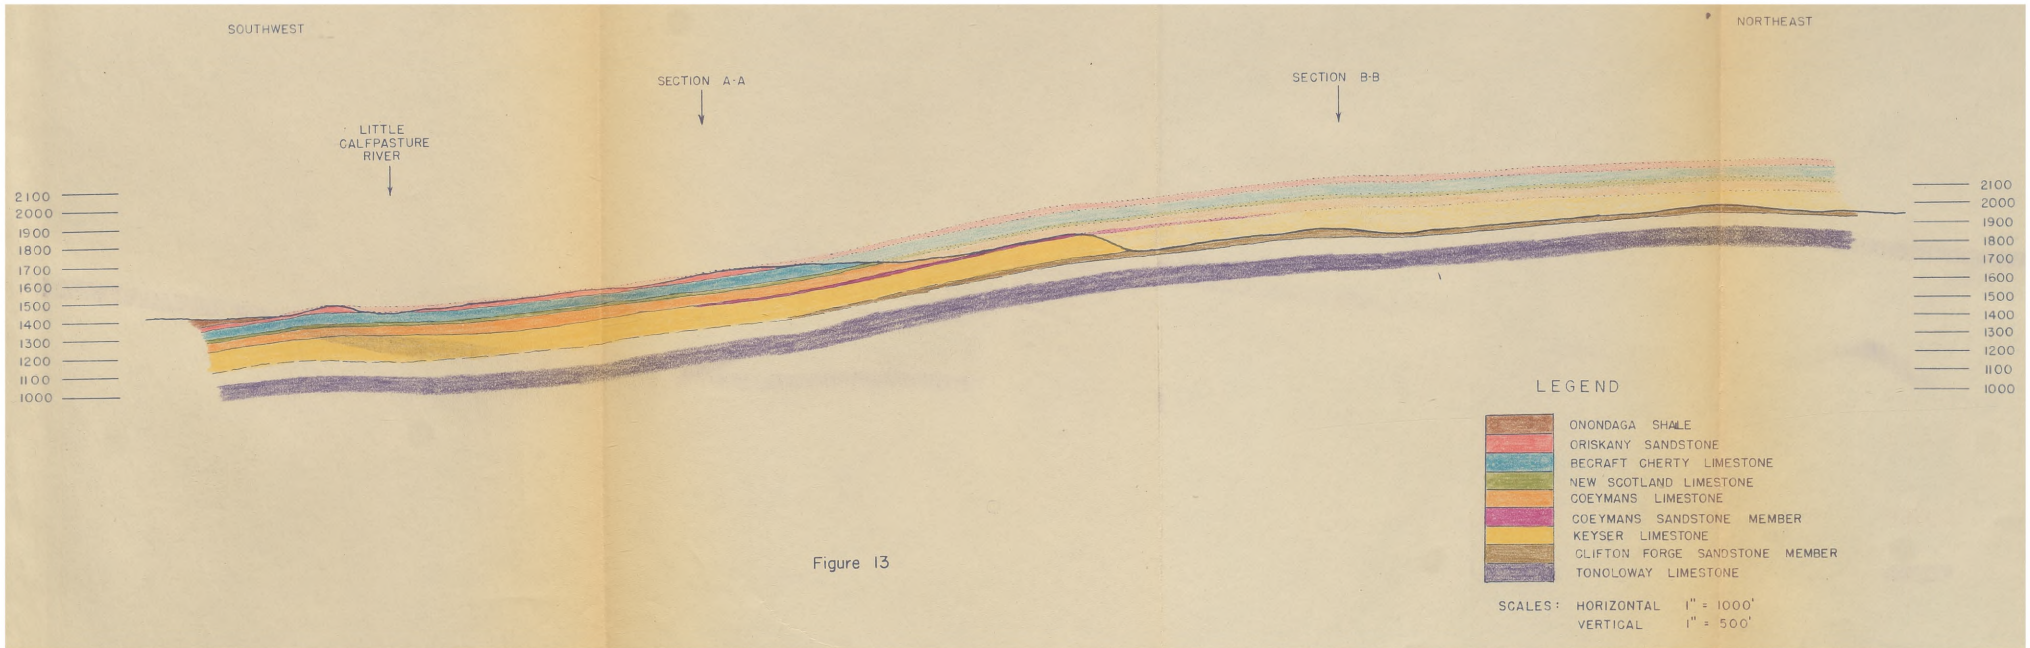 SOUTHWEST
NORTHEAST
SECTION A-A
SECTION B-B
LITTLE
CALFPASTURE
RIVER
2100
2000
1900
1800
1700
1600
1500
1400
1300
1200
1100
1000
2100
2000
1900
1800
1700
1600
1500
1400
1300
1200
1100
1000
LEGEND
ONONDAGA SHALE
ORISKANY SANDSTONE
BECRAFT CHERTY LIMESTONE
NEW SCOTLAND LIMESTONE
COEYMANS LIMESTONE
COEYMANS SANDSTONE MEMBER
KEYSER LIMESTONE
CLIFTON FORGE SANDSTONE MEMBER
TONOLOWAY LIMESTONE
SCALES: HORIZONTAL 1" = 1000'
VERTICAL 1" = 500'
Figure 13